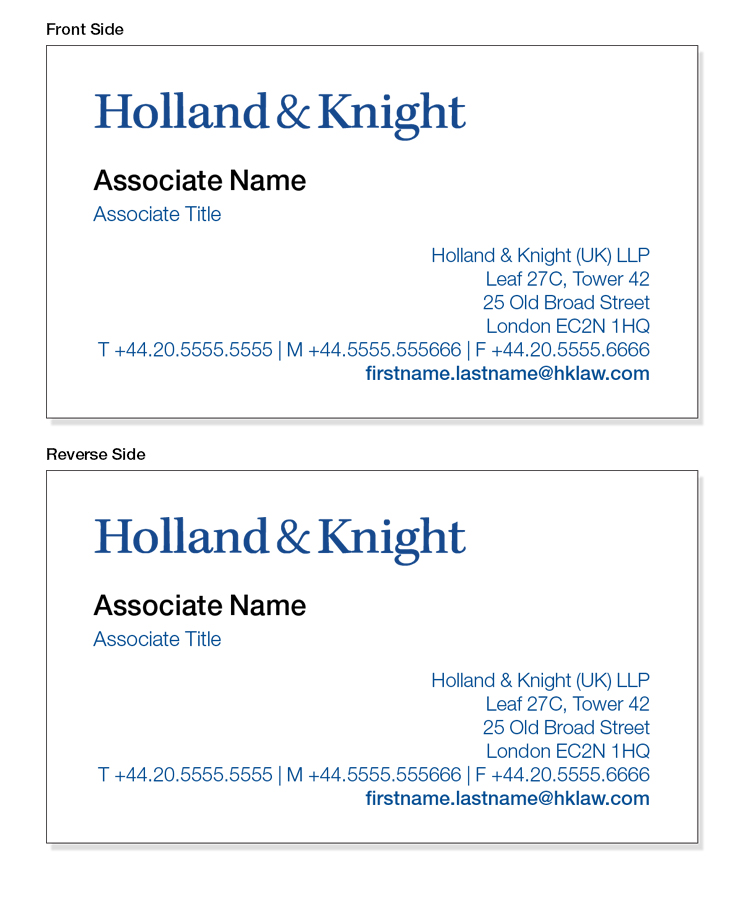 Front Side
Holland & Knight
Associate Name
Associate Title
Holland & Knight (UK) LLP
Leaf 27C, Tower 42
25 Old Broad Street
London EC2N 1HQ
T +44.20.5555.5555 | M +44.5555.555666 | F +44.20.5555.6666
firstname.lastname@hklaw.com
Reverse Side
Holland & Knight
Associate Name
Associate Title
Holland & Knight (UK) LLP
Leaf 27C, Tower 42
25 Old Broad Street
London EC2N 1HQ
T +44.20.5555.5555 | M +44.5555.555666 | F +44.20.5555.6666
firstname.lastname@hklaw.com